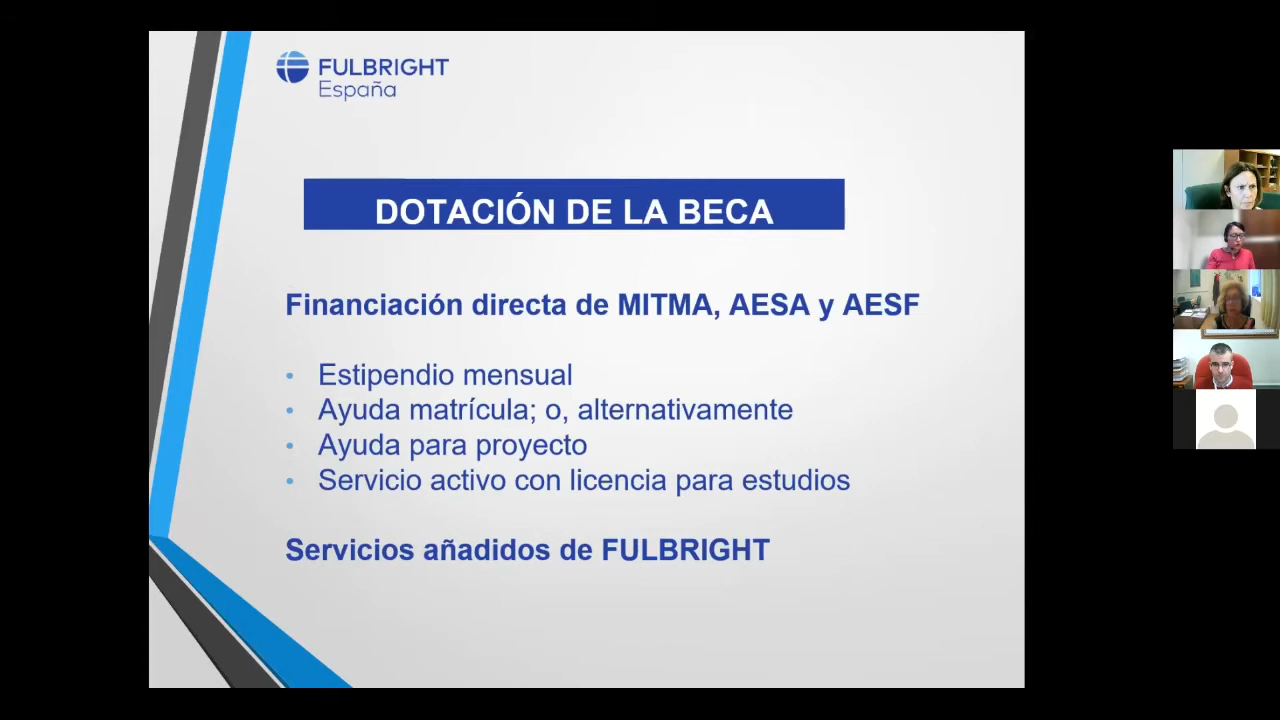 FULBRIGHT
España
DOTACIÓN DE LA BECA
Financiación directa de MITMA, AESA y AESF
• Estipendio mensual
• Ayuda matrícula; o, alternativamente
• Ayuda para proyecto
• Servicio activo con licencia para estudios
Servicios añadidos de FULBRIGHT